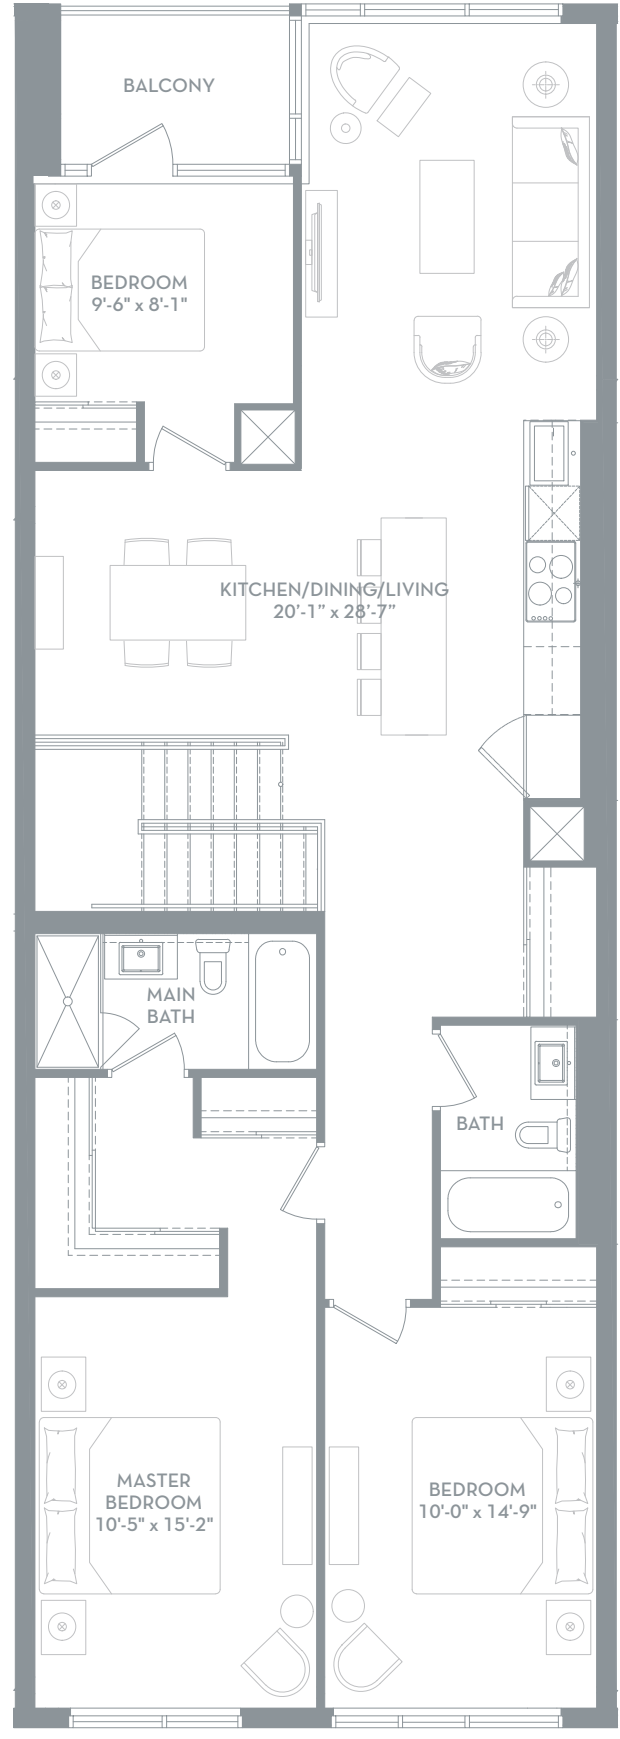 BALCONY
BEDROOM
9'-6" x 8'-1"
KITCHEN/DINING/LIVING
20'-1” x 28'-7”
MAIN
BATH
BATH
MASTER
BEDROOM
10'-5" x 15'-2"
BEDROOM
10'-0" x 14'-9"